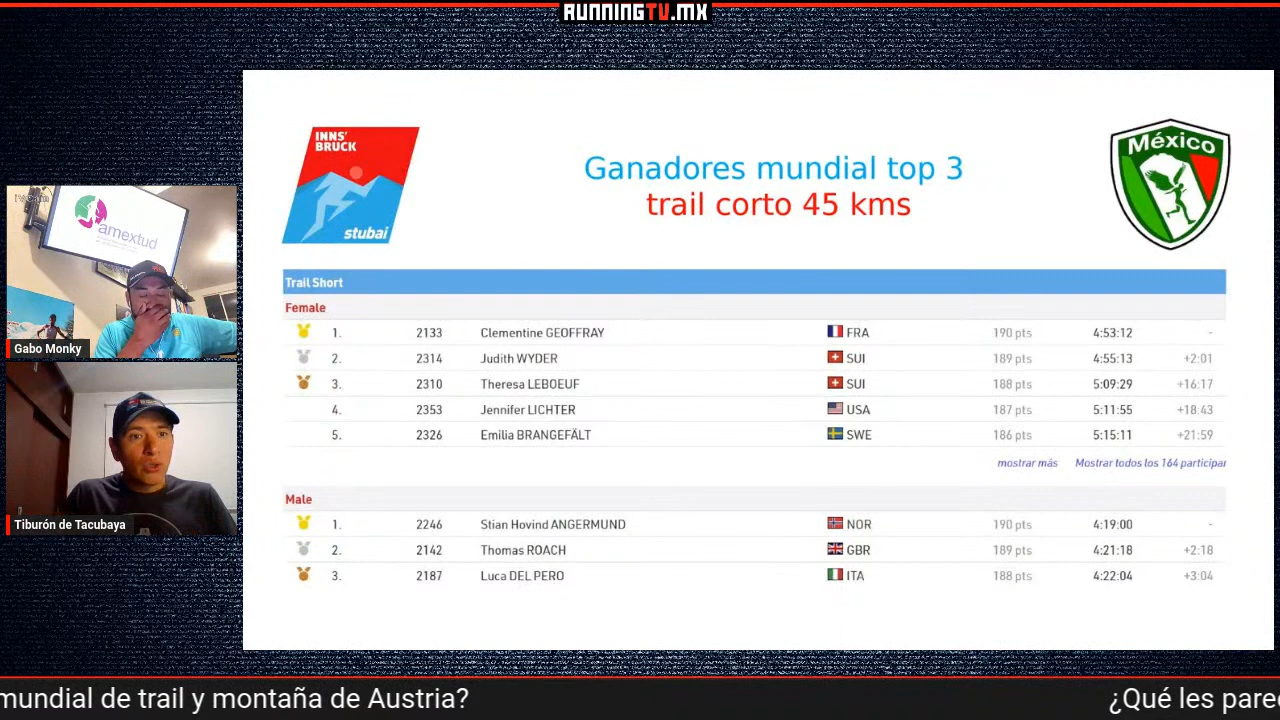 RUNNINGTV.MX
INNS'
BRUCK
stubai
Ganadores mundial top 3
trail corto 45 kms
México
amextud
Gabo Monky
Tiburón de Tacubaya
Trail Short
Female
1. 2133 Clementine GEOFFRAY FRA 190 pts 4:53:12 -
2. 2314 Judith WYDER SUI 189 pts 4:55:13 +2:01
3. 2310 Theresa LEBOEUF SUI 188 pts 5:09:29 +16:17
4. 2353 Jennifer LICHTER USA 187 pts 5:11:55 +18:43
5. 2326 Emilia BRANGEFÄLT SWE 186 pts 5:15:11 +21:59
mostrar más Mostrar todos los 164 participar
Male
1. 2246 Stian Hovind ANGERMUND NOR 190 pts 4:19:00 -
2. 2142 Thomas ROACH GBR 189 pts 4:21:18 +2:18
3. 2187 Luca DEL PERO ITA 188 pts 4:22:04 +3:04
mundial de trail y montaña de Austria? ¿Qué les parec